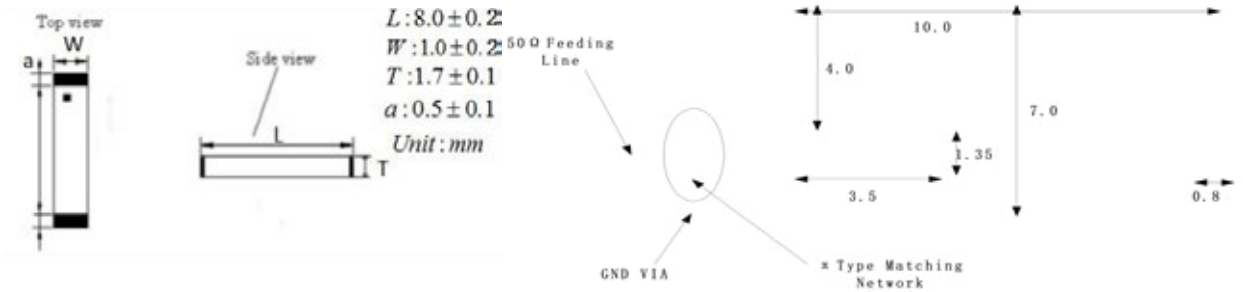 Top view
W
a
Side view
L
T
L:8.0±0.2
W:1.0±0.2
T:1.7±0.1
a:0.5±0.1
Unit:mm
50Ω Feeding
Line
GND VIA
π Type Matching
Network
10.0
4.0
7.0
1.35
3.5
0.8